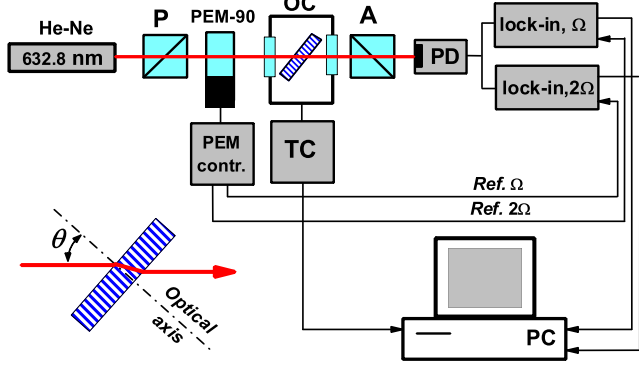 He-Ne
632.8 nm
P
PEM-90
OC
A
PD
lock-in, Ω
lock-in,2Ω
PEM
contr.
TC
Ref. Ω
Ref. 2Ω
θ
Optical
axis
PC